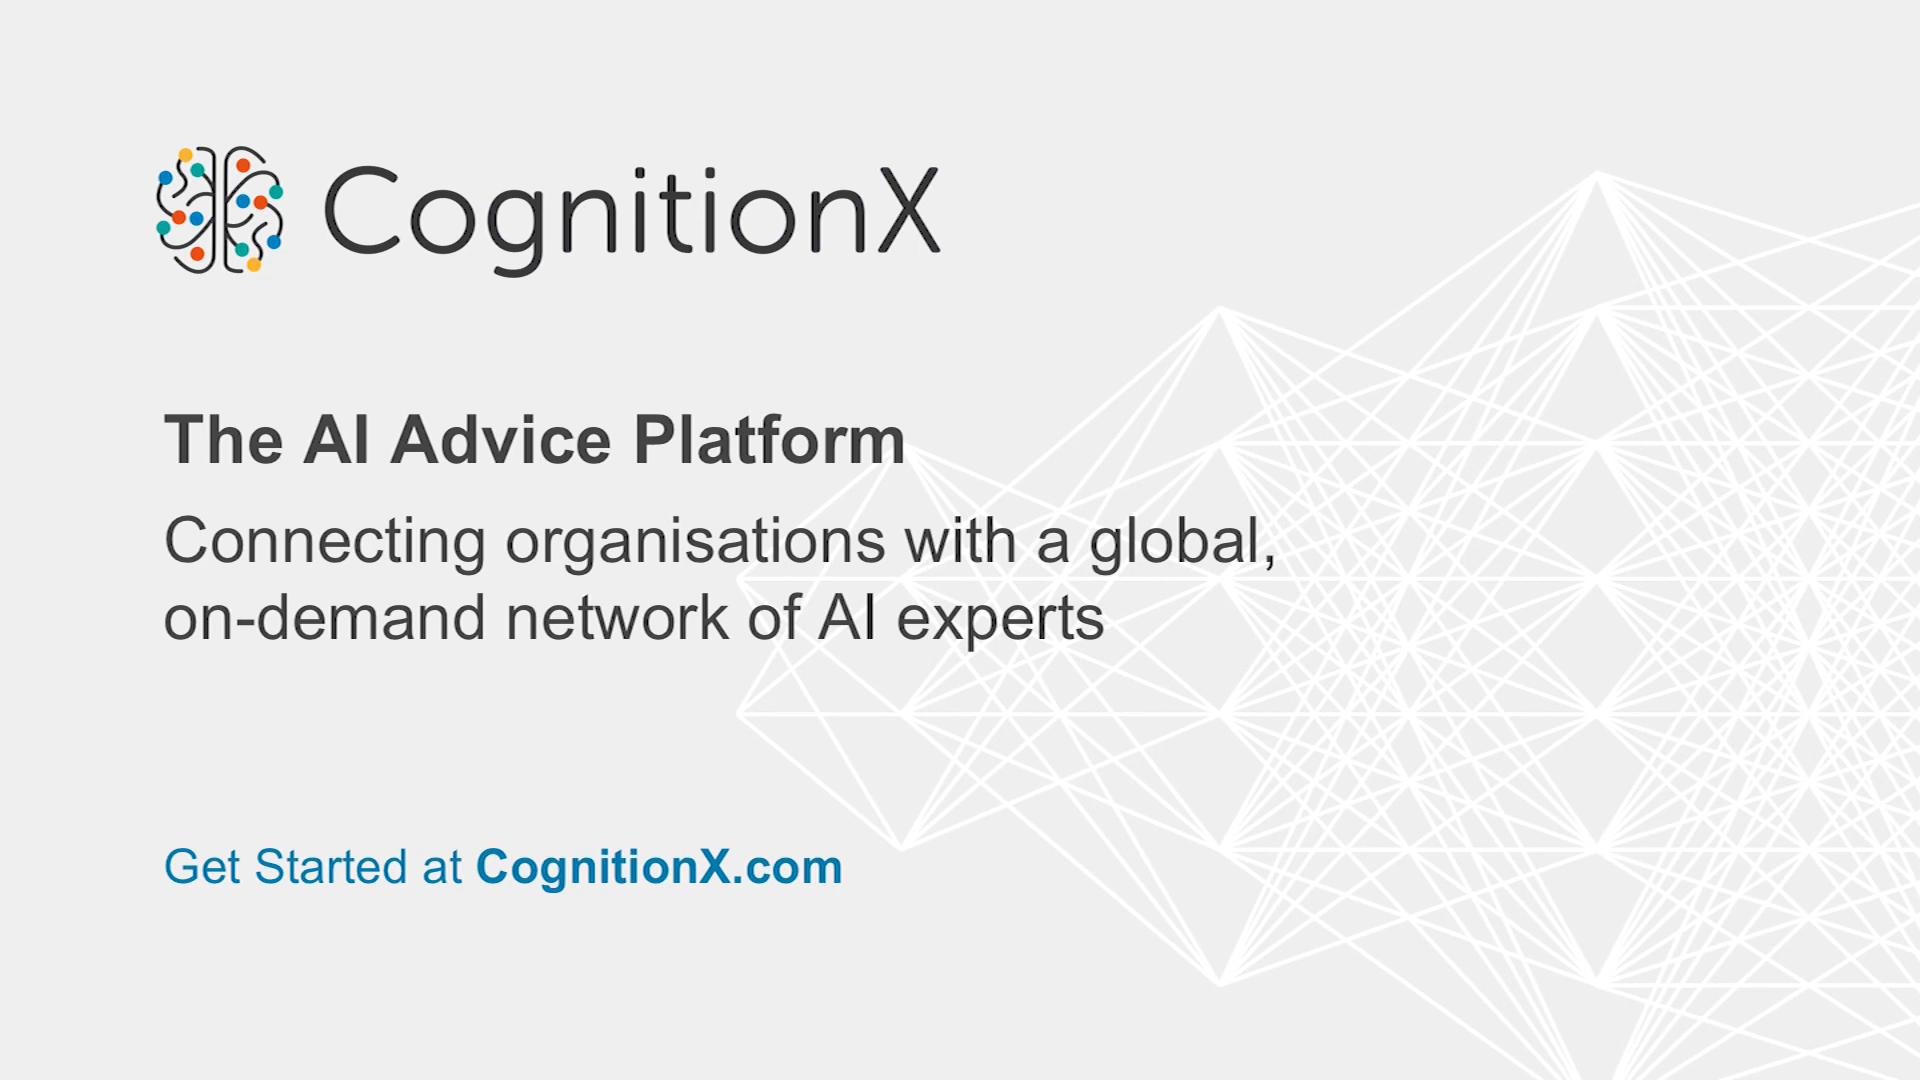 CognitionX
The AI Advice Platform
Connecting organisations with a global,
on-demand network of AI experts
Get Started at CognitionX.com